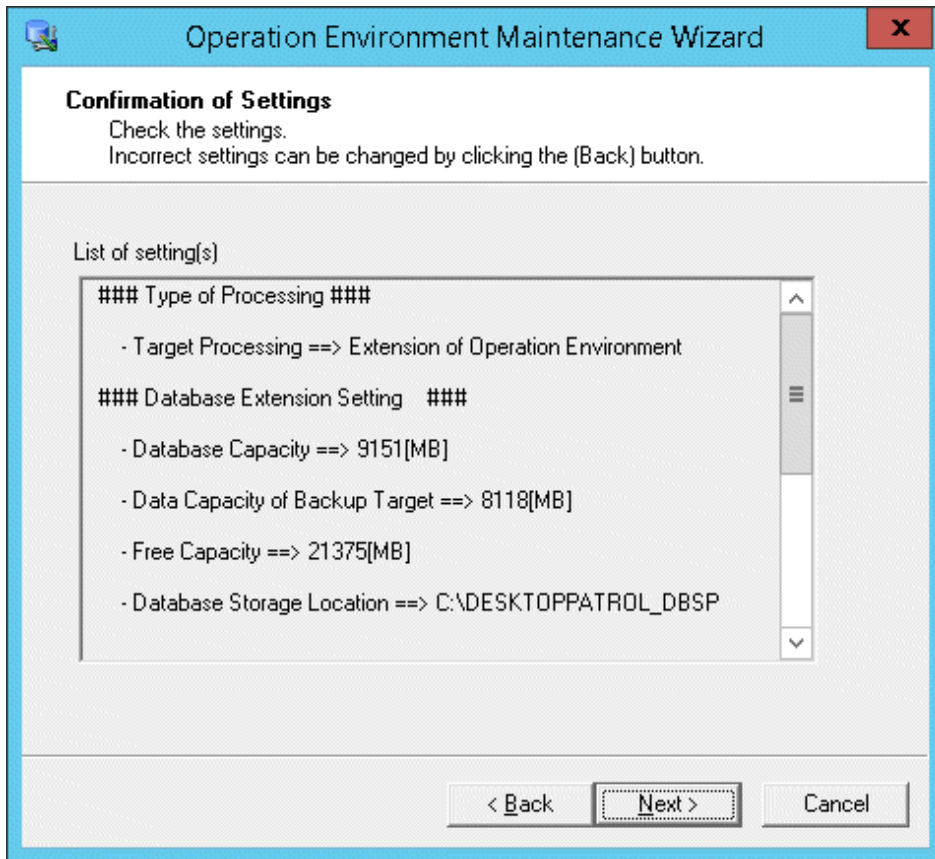 Operation Environment Maintenance Wizard
x
Confirmation of Settings
Check the settings.
Incorrect settings can be changed by clicking the (Back) button.
List of setting(s)
### Type of Processing ###
- Target Processing ==> Extension of Operation Environment
### Database Extension Setting ###
- Database Capacity ==> 9151[MB]
- Data Capacity of Backup Target ==> 8118[MB]
- Free Capacity ==> 21375[MB]
- Database Storage Location ==> C:\DESKTOPPATROL_DBSP
< Back
Next >
Cancel